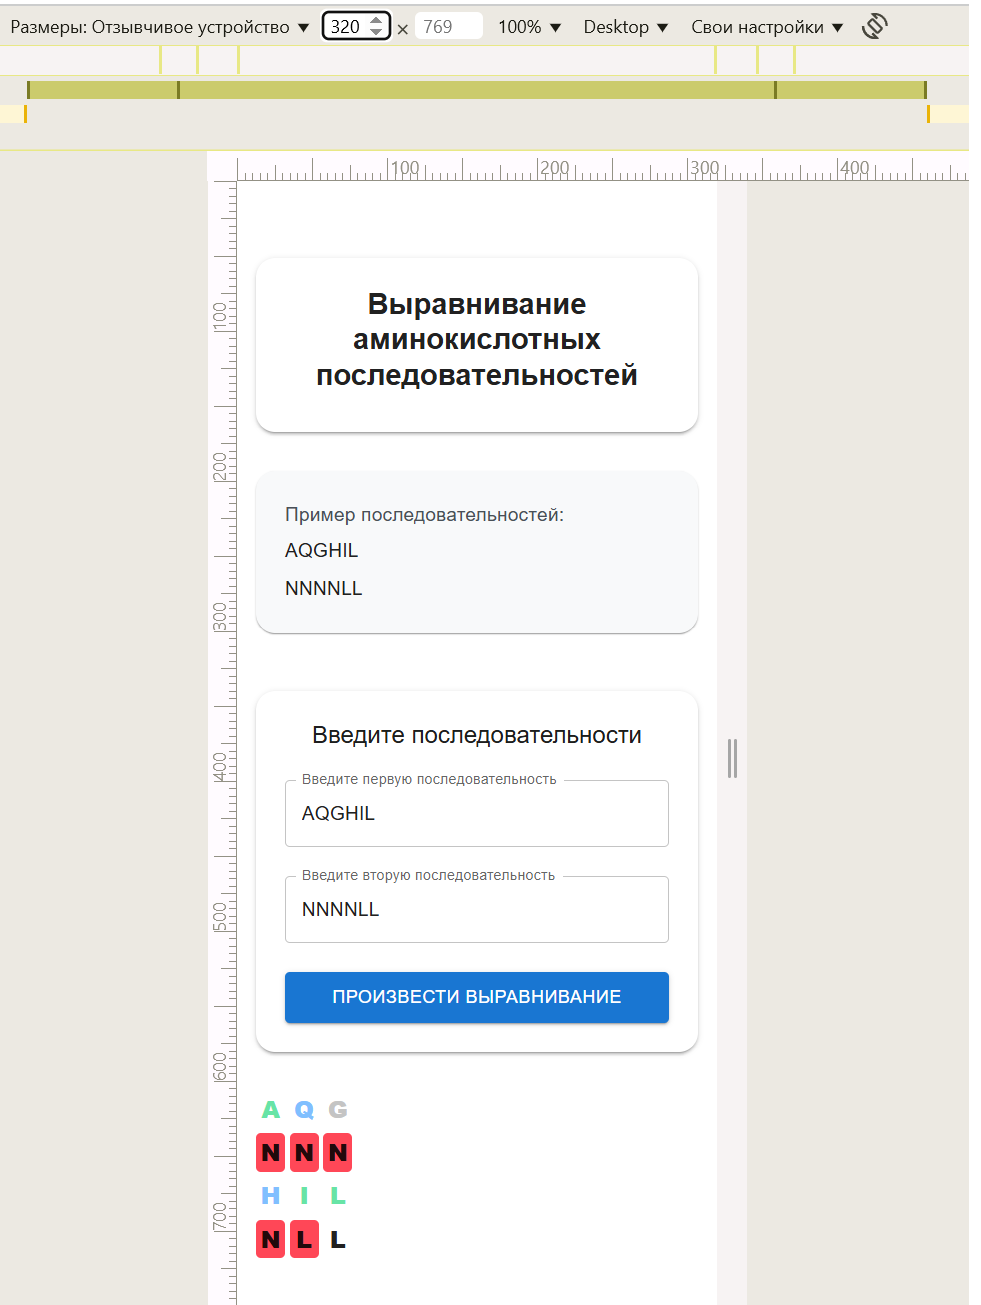 Размеры: Отзывчивое устройство ▼ 320 × 769 100% ▼ Desktop ▼ Свои настройки ▼
100 200 300 400
Выравнивание
аминокислотных
последовательностей
100
200
Пример последовательностей:
AQGHIL
NNNNLL
300
Введите последовательности
400
Введите первую последовательность
AQGHIL
Введите вторую последовательность
NNNNLL
500
ПРОИЗВЕСТИ ВЫРАВНИВАНИЕ
600
A Q G
N N N
H I L
700
N L L